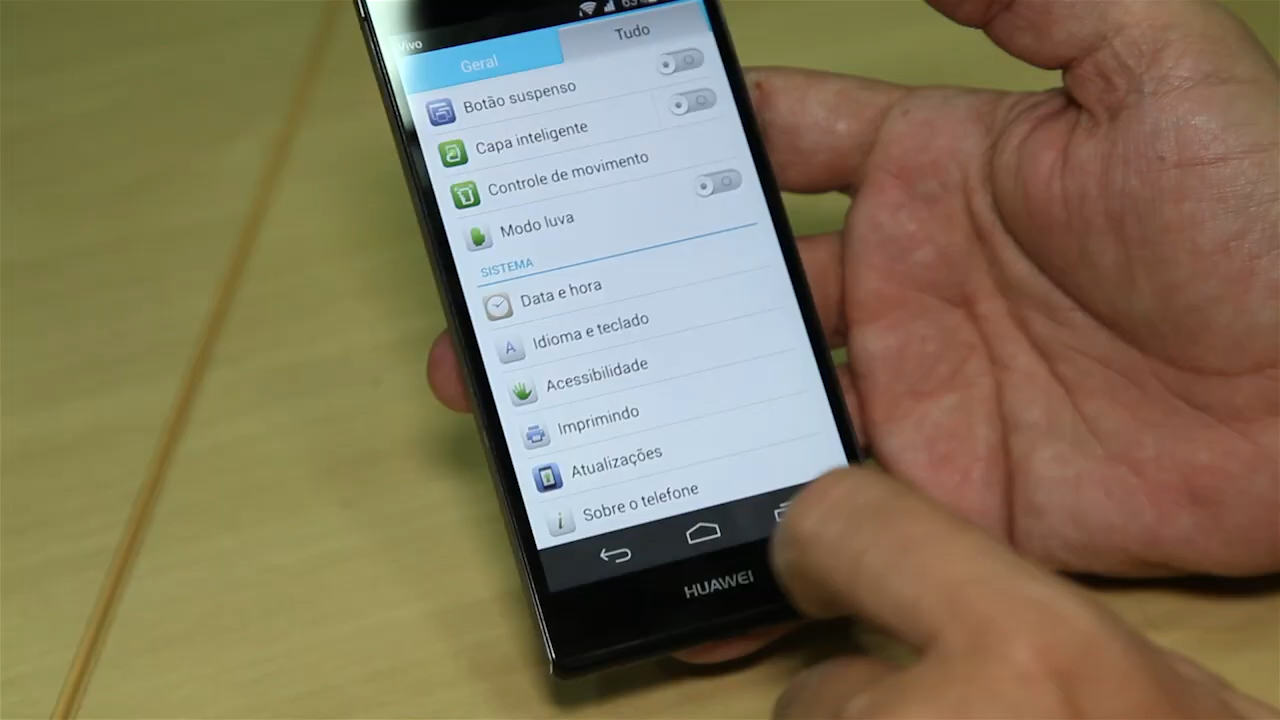 Vivo
Geral
Tudo
Botão suspenso
Capa inteligente
Controle de movimento
Modo luva
SISTEMA
Data e hora
A
Idioma e teclado
Acessibilidade
Imprimindo
Atualizações
Sobre o telefone
HUAWEI